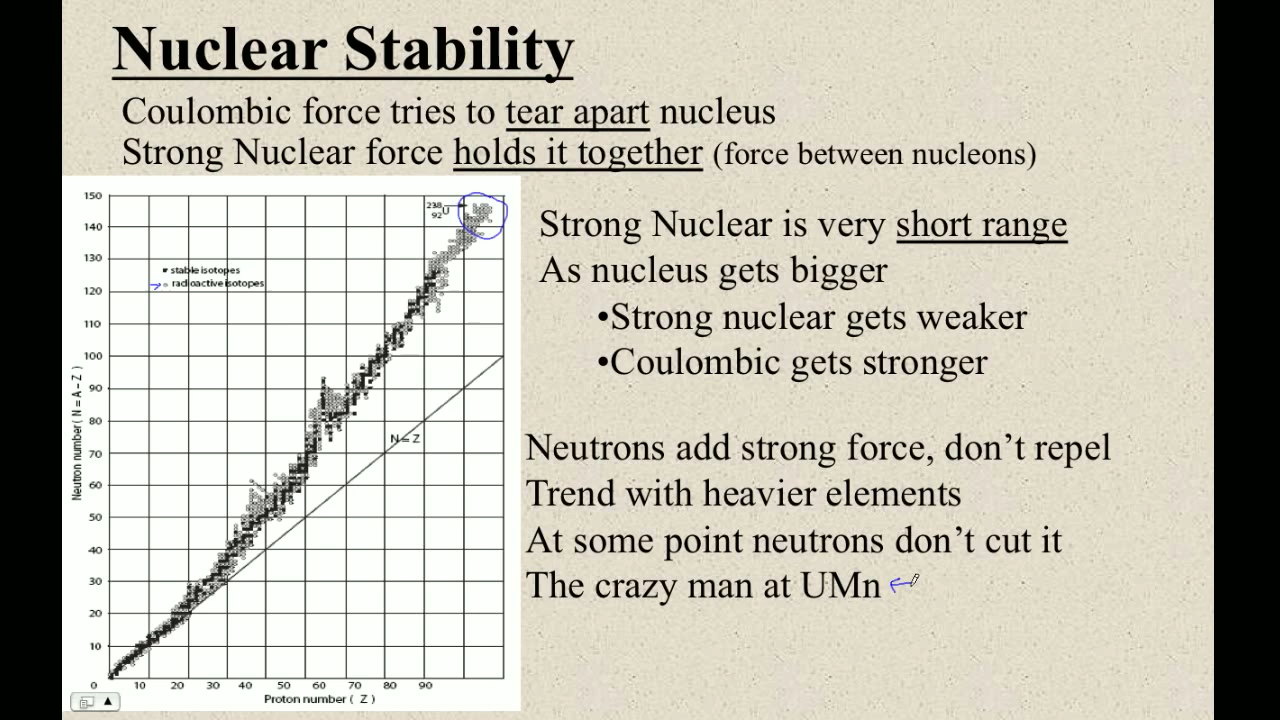 Nuclear Stability
Coulombic force tries to tear apart nucleus
Strong Nuclear force holds it together (force between nucleons)
150
140
130
120
110
100
90
80
70
60
50
40
30
20
10
0
10
20
30
40
50
60
70
80
90
Neutron number ( N = A – Z )
Proton number ( Z )
238
92
U
stable isotopes
radioactive isotopes
N = Z
Strong Nuclear is very short range
As nucleus gets bigger
•Strong nuclear gets weaker
•Coulombic gets stronger
Neutrons add strong force, don’t repel
Trend with heavier elements
At some point neutrons don’t cut it
The crazy man at UMn